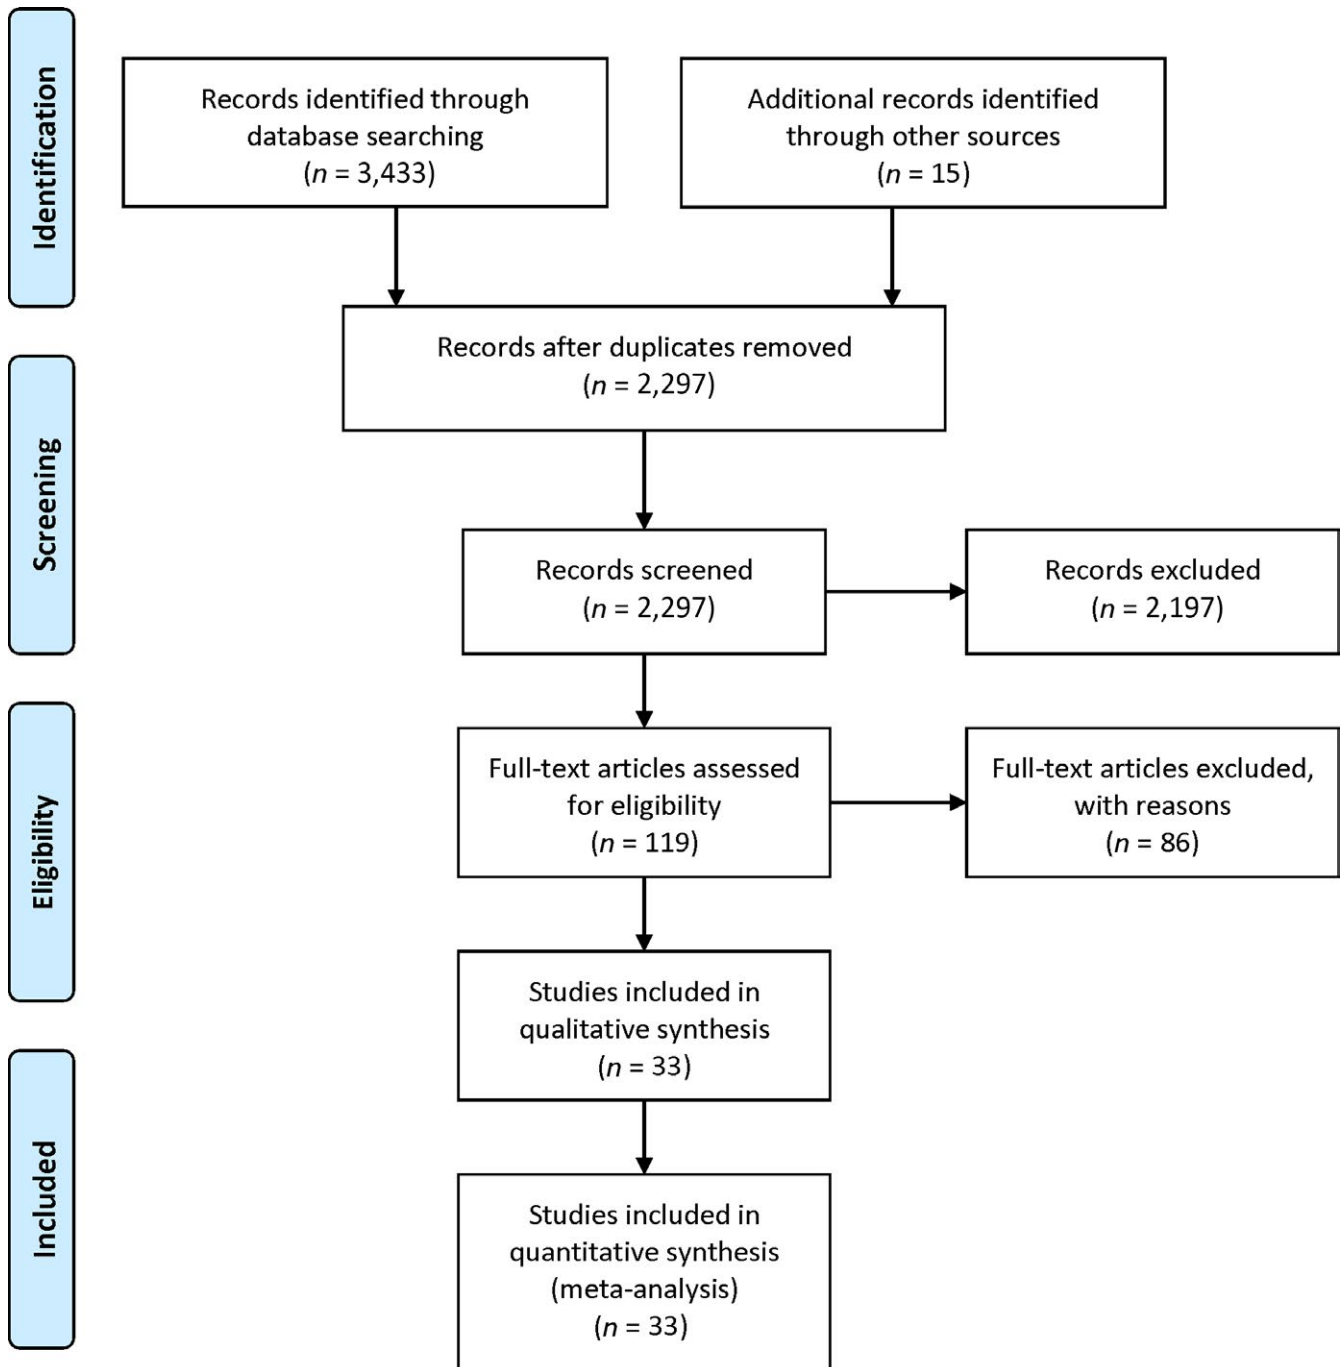 Identification
Records identified through
database searching
(n = 3,433)
Additional records identified
through other sources
(n = 15)
Records after duplicates removed
(n = 2,297)
Screening
Records screened
(n = 2,297)
Records excluded
(n = 2,197)
Eligibility
Full-text articles assessed
for eligibility
(n = 119)
Full-text articles excluded,
with reasons
(n = 86)
Studies included in
qualitative synthesis
(n = 33)
Included
Studies included in
quantitative synthesis
(meta-analysis)
(n = 33)